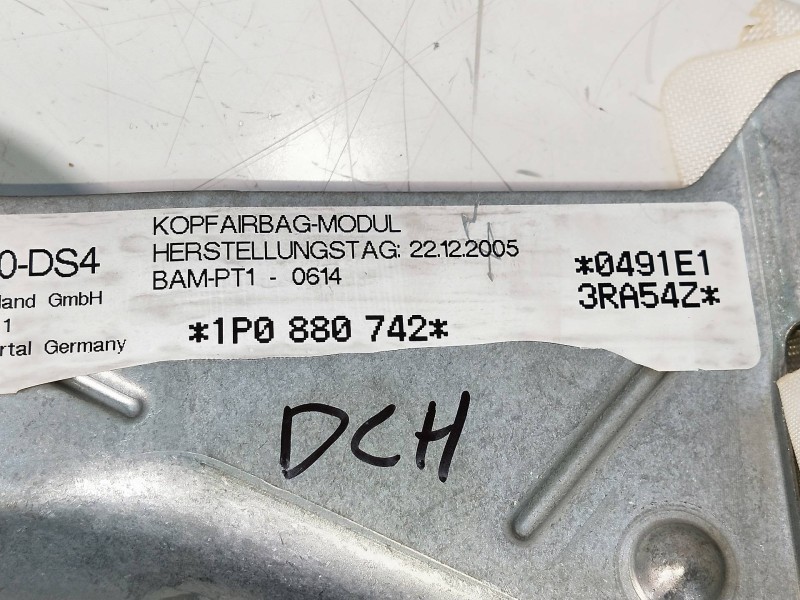 KOPFAIRBAG-MODUL
HERSTELLUNGSTAG: 22.12.2005
BAM-PT1 - 0614
*1P0 880 742*
*0491E1
3RA54Z*
0-DS4
land GmbH
1
rtal Germany
DCH